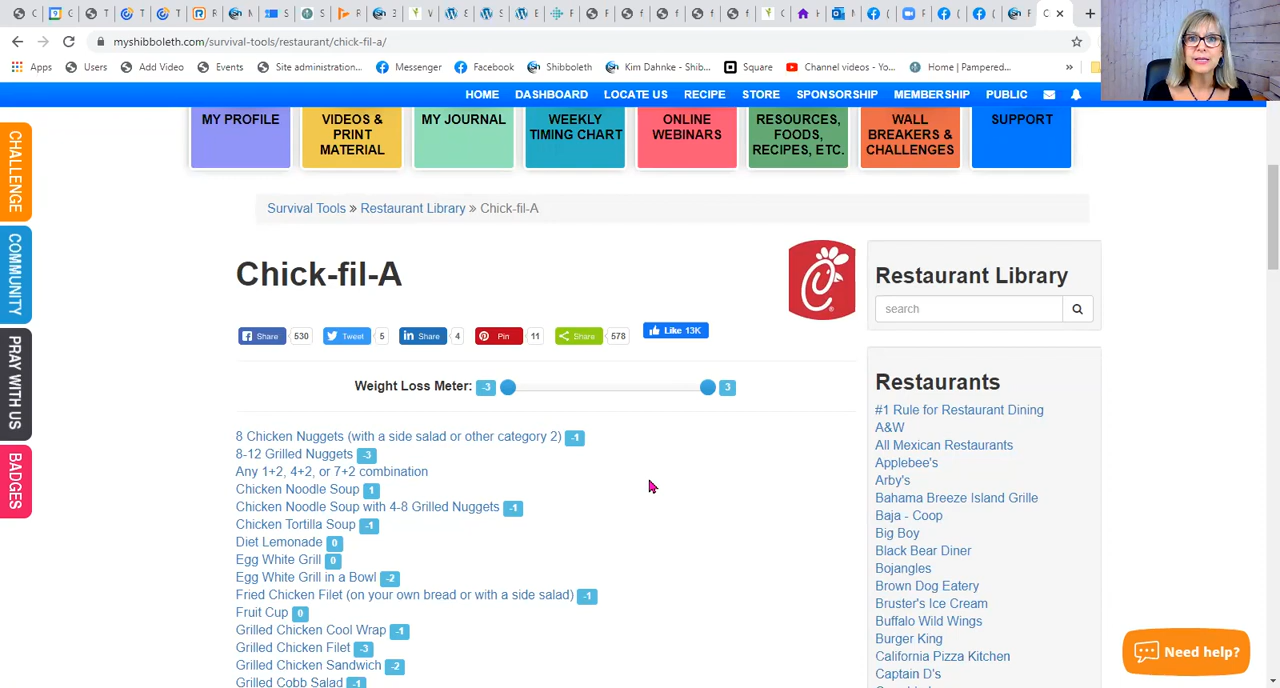 myshibboleth.com/survival-tools/restaurant/chick-fil-a/
Apps Users Add Video Events Site administration... Messenger Faceb Shibboleth Kim Dahnke - Shib... Square Channel videos - Yo... Home | Pampered... »
HOME DASHBOARD LOCATE US RECIPE STORE SPONSORSHIP MEMBERSHIP PUBLIC
MY PROFILE
VIDEOS & PRINT MATERIAL
MY JOURNAL
WEEKLY TIMING CHART
ONLINE WEBINARS
RESOURCES, FOODS, RECIPES, ETC.
WALL BREAKERS & CHALLENGES
SUPPORT
CHALLENGE
COMMUNITY
PRAY WITH US
BADGES
Survival Tools » Restaurant Library » Chick-fil-A
Chick-fil-A
Share 530 Tweet 5 Share 4 Pin 11 Share 578 Like 13K
Weight Loss Meter: -3 3
8 Chicken Nuggets (with a side salad or other category 2) -1
8-12 Grilled Nuggets -3
Any 1+2, 4+2, or 7+2 combination
Chicken Noodle Soup 1
Chicken Noodle Soup with 4-8 Grilled Nuggets -1
Chicken Tortilla Soup -1
Diet Lemonade 0
Egg White Grill 0
Egg White Grill in a Bowl -2
Fried Chicken Filet (on your own bread or with a side salad) -1
Fruit Cup 0
Grilled Chicken Cool Wrap -1
Grilled Chicken Filet -3
Grilled Chicken Sandwich -2
Grilled Cobb Salad -1
Restaurant Library
search
Restaurants
#1 Rule for Restaurant Dining
A&W
All Mexican Restaurants
Applebee's
Arby's
Bahama Breeze Island Grille
Baja - Coop
Big Boy
Black Bear Diner
Bojangles
Brown Dog Eatery
Bruster's Ice Cream
Buffalo Wild Wings
Burger King
California Pizza Kitchen
Captain D's
Need help?